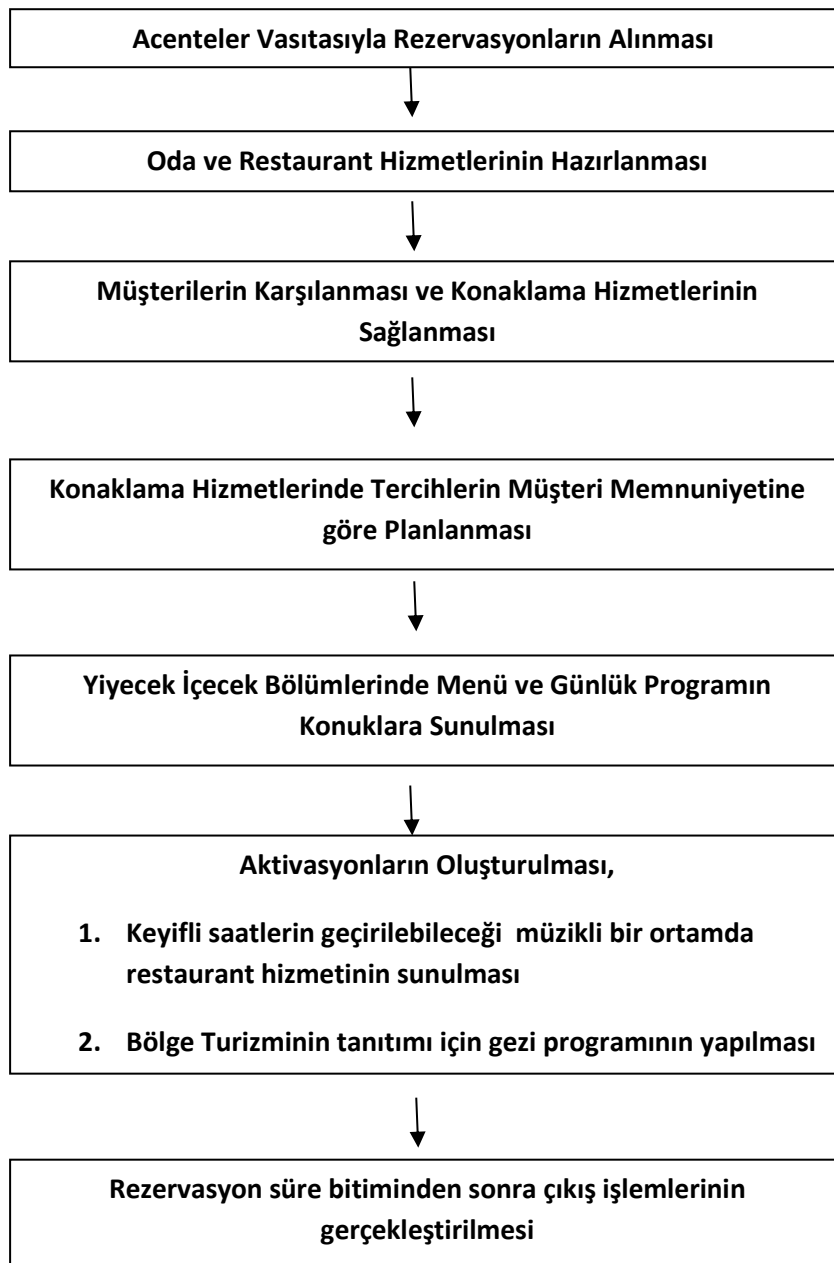 Acenteler Vasıtasıyla Rezervasyonların Alınması
Oda ve Restaurant Hizmetlerinin Hazırlanması
Müşterilerin Karşılanması ve Konaklama Hizmetlerinin
Sağlanması
Konaklama Hizmetlerinde Tercihlerin Müşteri Memnuniyetine
göre Planlanması
Yiyecek İçecek Bölümlerinde Menü ve Günlük Programın
Konuklara Sunulması
Aktivasyonların Oluşturulması,
1. Keyifli saatlerin geçirilebileceği müzikli bir ortamda
restaurant hizmetinin sunulması
2. Bölge Turizminin tanıtımı için gezi programının yapılması
Rezervasyon süre bitiminden sonra çıkış işlemlerinin
gerçekleştirilmesi